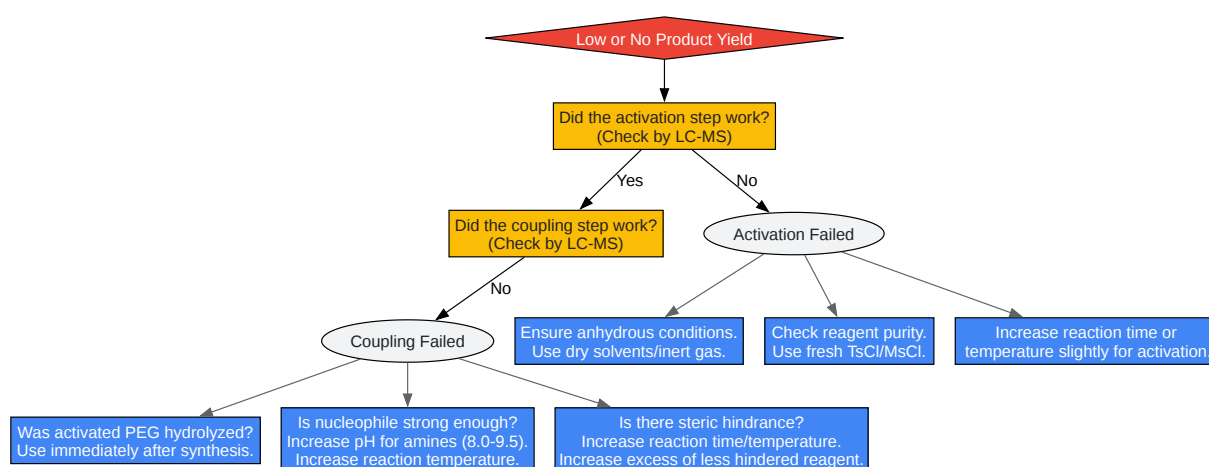 Low or No Product Yield
Did the activation step work?
(Check by LC-MS)
Yes
No
Did the coupling step work?
(Check by LC-MS)
Activation Failed
No
Ensure anhydrous conditions.
Use dry solvents/inert gas.
Check reagent purity.
Use fresh TsCl/MsCl.
Increase reaction time or
temperature slightly for activation.
Coupling Failed
Was activated PEG hydrolyzed?
Use immediately after synthesis.
Is nucleophile strong enough?
Increase pH for amines (8.0-9.5).
Increase reaction temperature.
Is there steric hindrance?
Increase reaction time/temperature.
Increase excess of less hindered reagent.